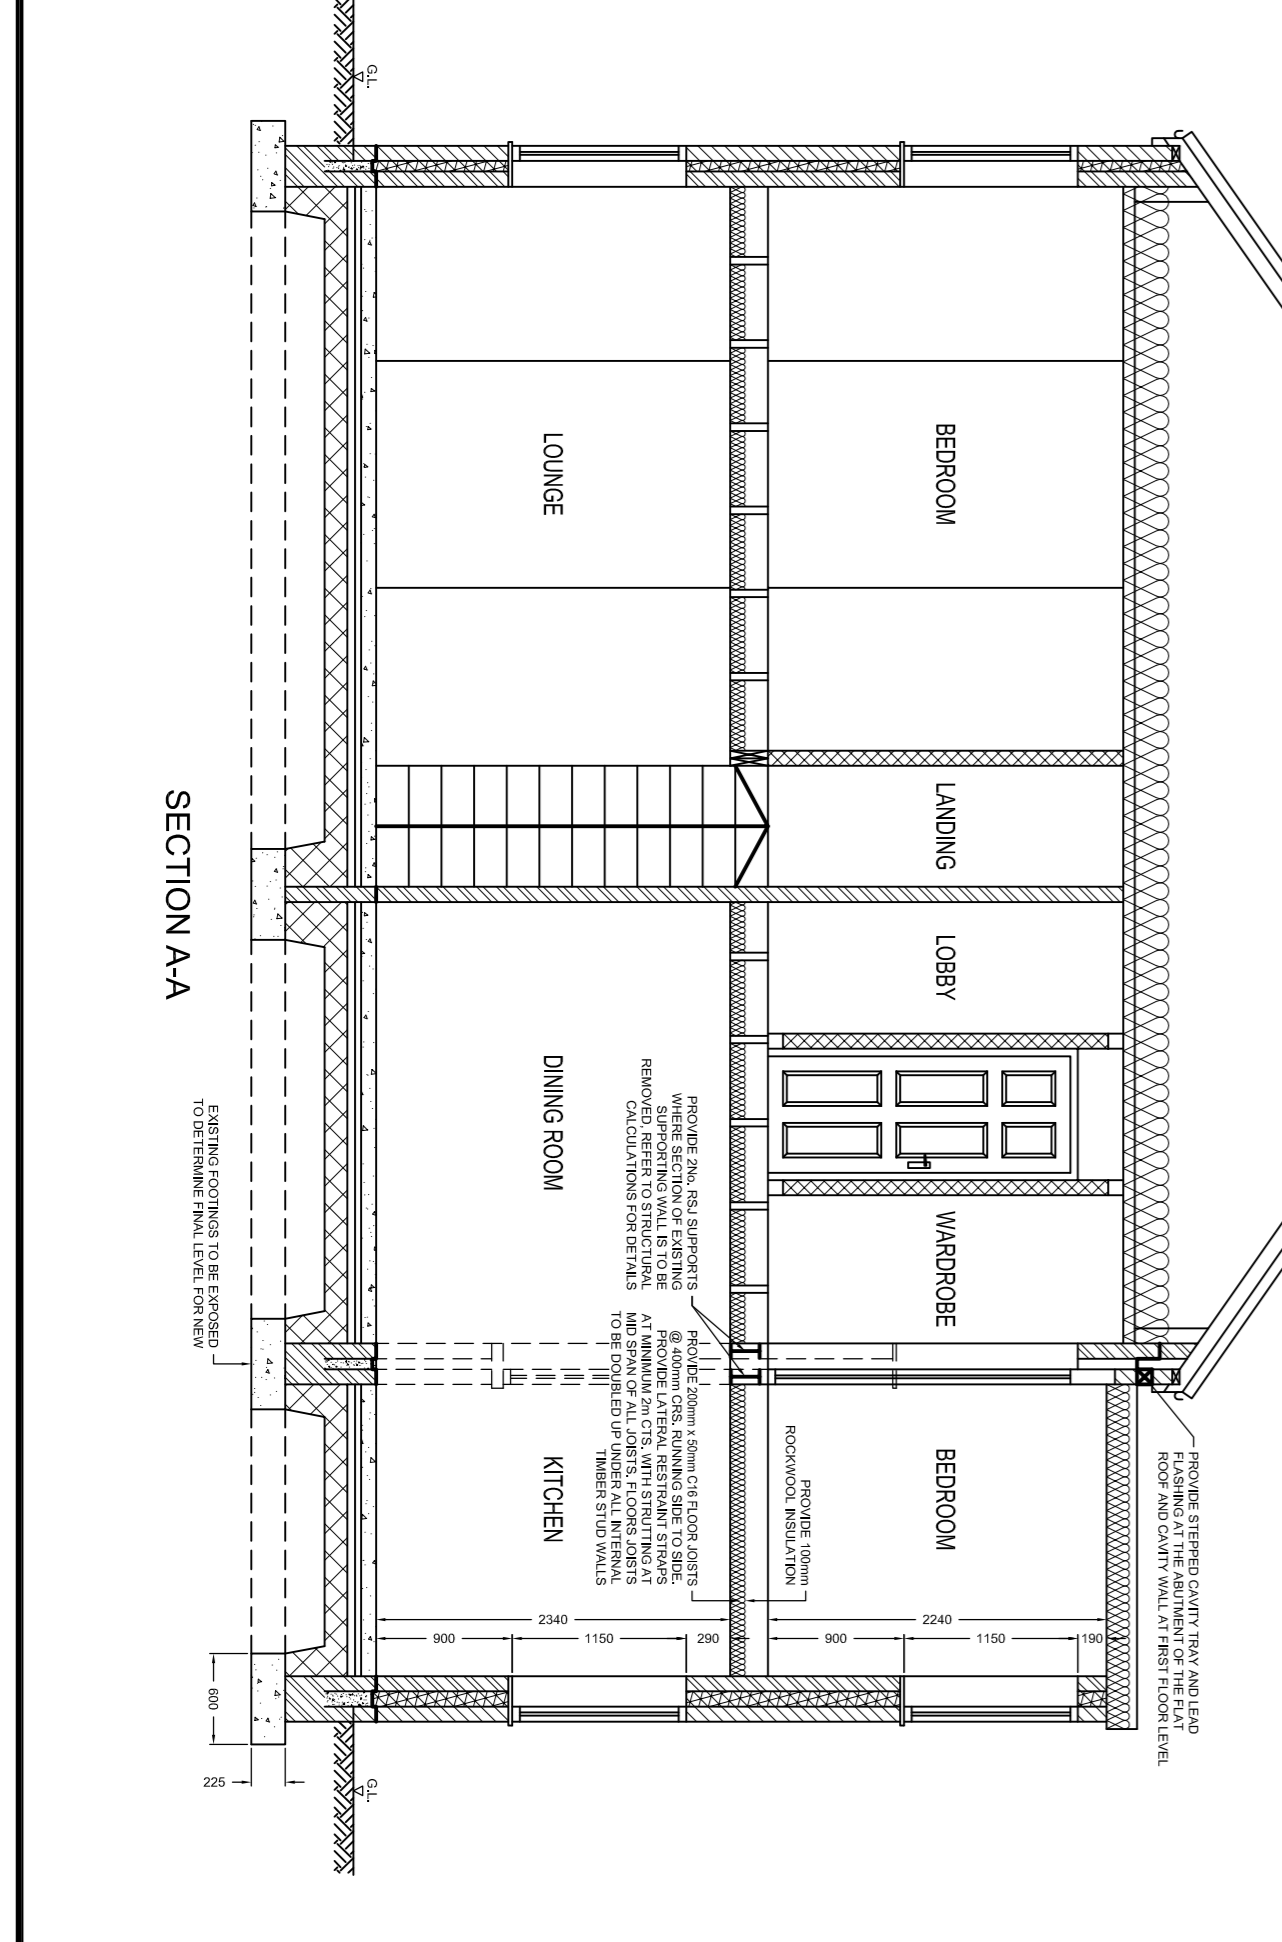 PROVIDE STEPPED CAVITY TRAY AND LEAD
FLASHING AT THE ABUTMENT OF THE FLAT
ROOF AND CAVITY WALL AT FIRST FLOOR LEVEL
BEDROOM
LANDING
LOBBY
WARDROBE
BEDROOM
2240
190
1150
900
PROVIDE 100mm
ROCKWOOL INSULATION
PROVIDE 2No. RSJ SUPPORTS
WHERE SECTION OF EXISTING
SUPPORTING WALL IS TO BE
REMOVED, REFER TO STRUCTURAL
CALCULATIONS FOR DETAILS
PROVIDE 200mm x 50mm C16 FLOOR JOISTS
@ 400mm CRS. RUNNING SIDE TO SIDE.
PROVIDE LATERAL RESTRAINT STRAPS
AT MINIMUM 2m CTS. WITH STRUTTING AT
MID SPAN OF ALL JOISTS. FLOORS JOISTS
TO BE DOUBLED UP UNDER ALL INTERNAL
TIMBER STUD WALLS
LOUNGE
DINING ROOM
KITCHEN
2340
290
1150
900
G.L.
G.L.
600
225
EXISTING FOOTINGS TO BE EXPOSED
TO DETERMINE FINAL LEVEL FOR NEW
SECTION A-A